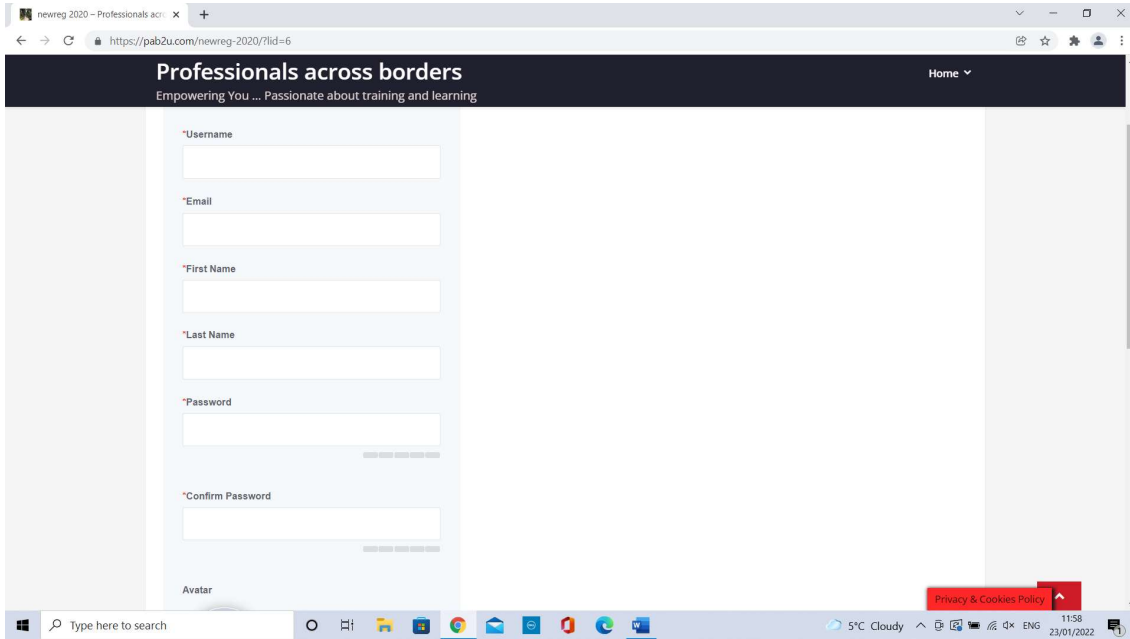 newreg 2020 – Professionals acr
https://pab2u.com/newreg-2020/?lid=6
Professionals across borders
Home
Empowering You ... Passionate about training and learning
*Username
*Email
*First Name
*Last Name
*Password
*Confirm Password
Avatar
Privacy & Cookies Policy
Type here to search
5°C Cloudy
ENG
11:58
23/01/2022